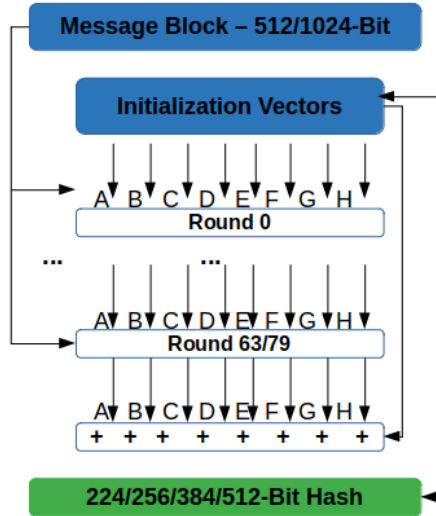 Message Block – 512/1024-Bit
Initialization Vectors
A B C D E F G H
Round 0
... ...
A B C D E F G H
Round 63/79
A B C D E F G H
+ + + + + + + +
224/256/384/512-Bit Hash